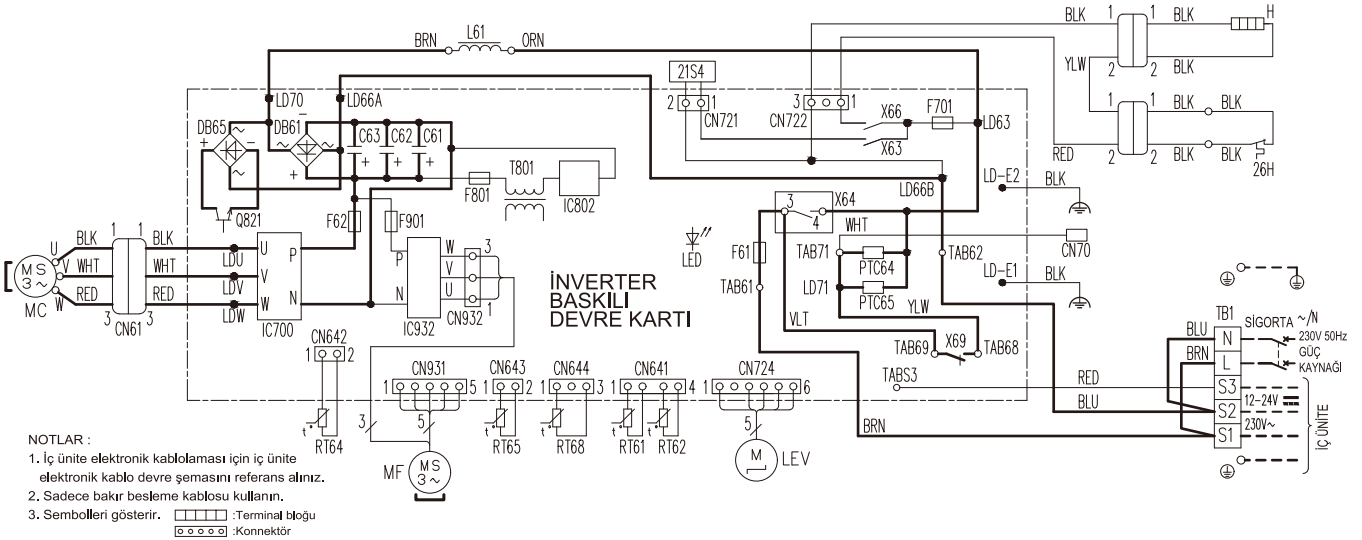 BLK 1 1 BLK H
BRN L61 ORN
YLW 2 2 BLK
21S4
LD70 LD66A
2 1 CN721
3 1 CN722
X66 F701
X63
LD63
1 1 BLK BLK
RED 2 2 BLK BLK
26H
DB65 DB61 C63 C62 C61
+ - ~ ~ - + ~ ~ + + +
T801
F801 IC802
Q821
F62 F901
LD66B
LD-E2 BLK
3 4 X64
WHT
CN70
LED
F61
TAB71 PTC64 TAB62
LD-E1 BLK
TAB61
LD71 PTC65
YLW
VLT
TAB69 X69 TAB68
MS 3~ MC
U V W
BLK WHT RED
1 1 3 3
CN61
BLK WHT RED
LDU LDV LDW
U V W P N
IC700
P N W V U
IC932
3 1 CN932
İNVERTER
BASKILI
DEVRE KARTI
TB1
SİGORTA ~/N
230V 50Hz
GÜÇ
KAYNAĞI
BLU N
BRN L
TABS3 RED S3
12-24V
BLU S2
230V~
BRN S1
İÇ ÜNİTE
CN642
1 2
t° RT64
CN931
1 5
3 5
MF MS 3~
CN643
1 2
t° RT65
CN644
1 3
t° RT68
CN641
1 4
t° RT61 t° RT62
CN724
1 6
5
M LEV
NOTLAR :
1. İç ünite elektronik kablolaması için iç ünite
elektronik kablo devre şemasını referans alınız.
2. Sadece bakır besleme kablosu kullanın.
3. Sembolleri gösterir. :Terminal bloğu
:Konnektör